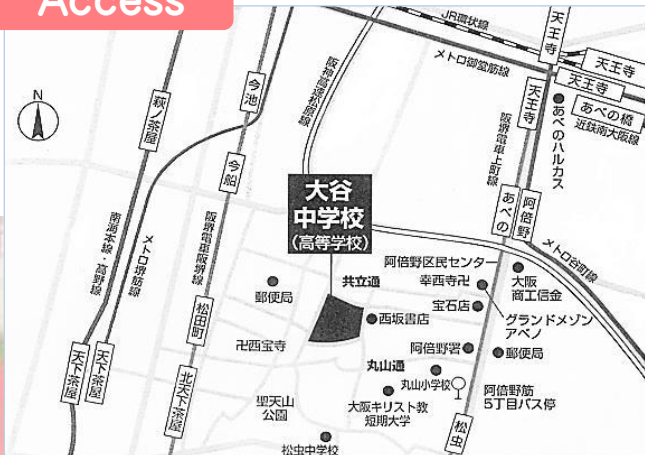 Access
JR環状線
メトロ御堂筋線
天王寺
天王寺
天王寺
天王寺
あべの橋
近鉄南大阪線
あべのハルカス
阪堺電車上町線
阪神高速松原線
今池
萩ノ茶屋
今船
N
大谷
中学校
(高等学校)
あべの
阿倍野
メトロ谷町線
南海本線・高野線
メトロ堺筋線
阪堺電車阪堺線
阿倍野区民センター
幸西寺卍
大阪
商工信金
郵便局
共立通
宝石店
グランドメゾン
アベノ
松田町
西坂書店
卍西宝寺
阿倍野署
郵便局
天下茶屋
天下茶屋
北天下茶屋
丸山通
丸山小学校
阿倍野筋
5丁目バス停
聖天山
公園
大阪キリスト教
短期大学
松虫
松虫中学校